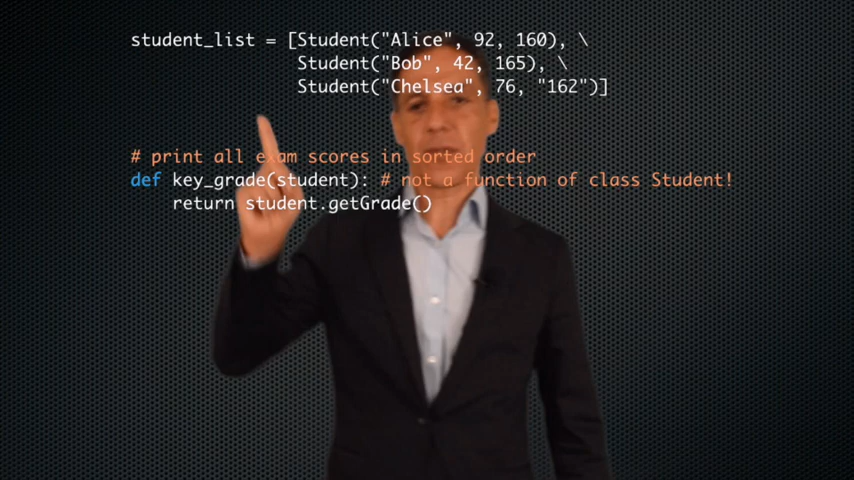 student_list = [Student("Alice", 92, 160), \
Student("Bob", 42, 165), \
Student("Chelsea", 76, "162")]
# print all exam scores in sorted order
def key_grade(student): # not a function of class Student!
return student.getGrade()